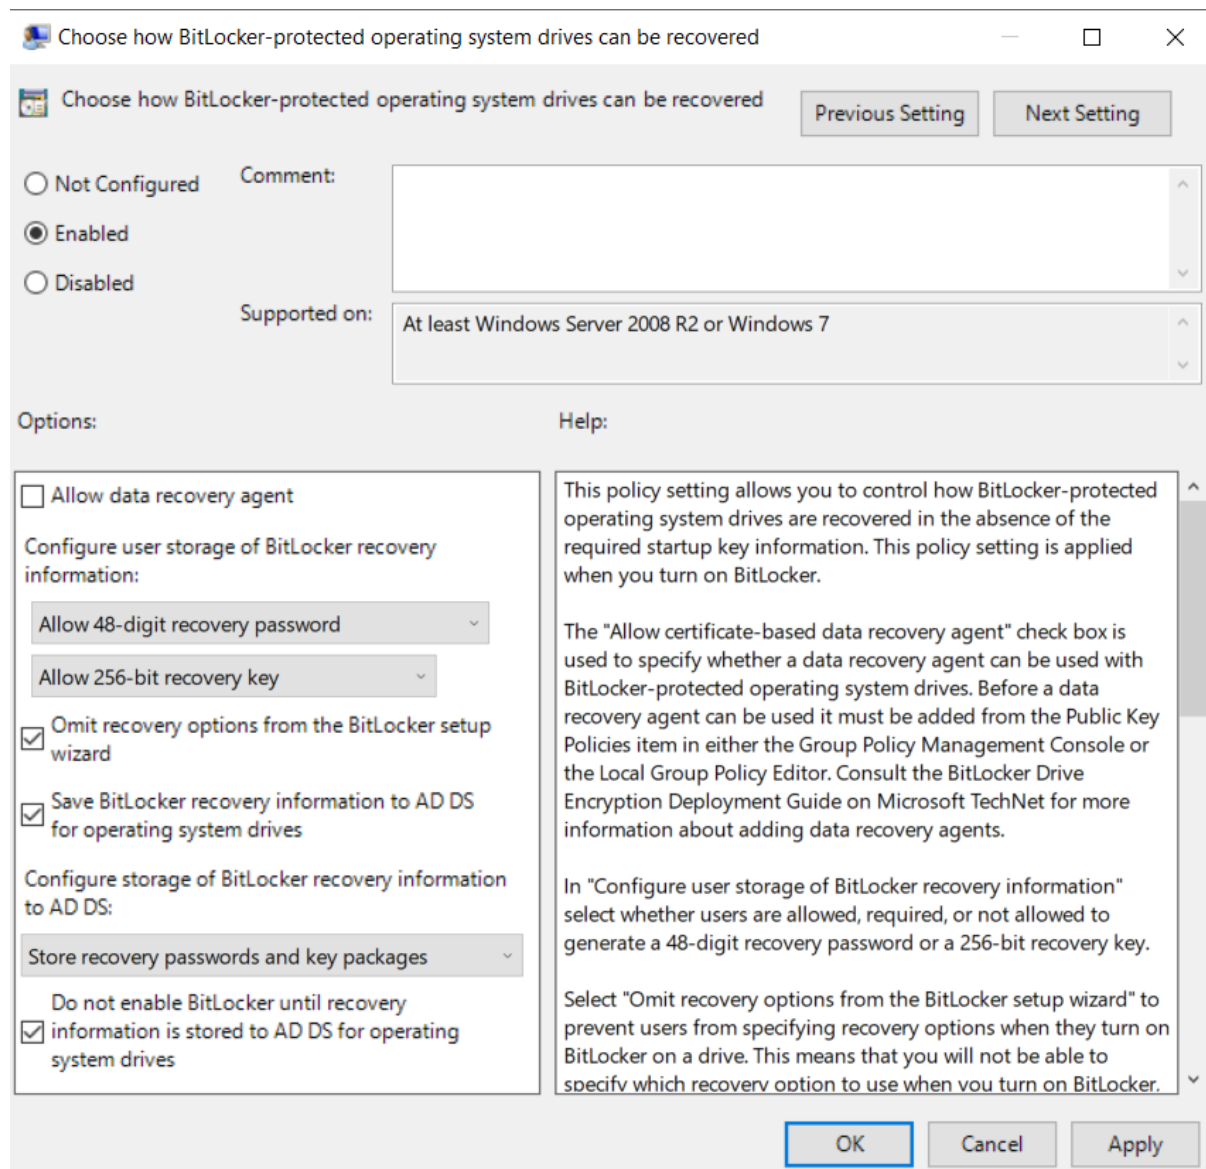 Choose how BitLocker-protected operating system drives can be recovered
Choose how BitLocker-protected operating system drives can be recovered
Previous Setting
Next Setting
Not Configured
Comment:
Enabled
Disabled
Supported on:
At least Windows Server 2008 R2 or Windows 7
Options:
Help:
Allow data recovery agent
Configure user storage of BitLocker recovery
information:
Allow 48-digit recovery password
Allow 256-bit recovery key
Omit recovery options from the BitLocker setup
wizard
Save BitLocker recovery information to AD DS
for operating system drives
Configure storage of BitLocker recovery information
to AD DS:
Store recovery passwords and key packages
Do not enable BitLocker until recovery
information is stored to AD DS for operating
system drives
This policy setting allows you to control how BitLocker-protected
operating system drives are recovered in the absence of the
required startup key information. This policy setting is applied
when you turn on BitLocker.
The "Allow certificate-based data recovery agent" check box is
used to specify whether a data recovery agent can be used with
BitLocker-protected operating system drives. Before a data
recovery agent can be used it must be added from the Public Key
Policies item in either the Group Policy Management Console or
the Local Group Policy Editor. Consult the BitLocker Drive
Encryption Deployment Guide on Microsoft TechNet for more
information about adding data recovery agents.
In "Configure user storage of BitLocker recovery information"
select whether users are allowed, required, or not allowed to
generate a 48-digit recovery password or a 256-bit recovery key.
Select "Omit recovery options from the BitLocker setup wizard" to
prevent users from specifying recovery options when they turn on
BitLocker on a drive. This means that you will not be able to
specify which recovery option to use when you turn on BitLocker.
OK
Cancel
Apply